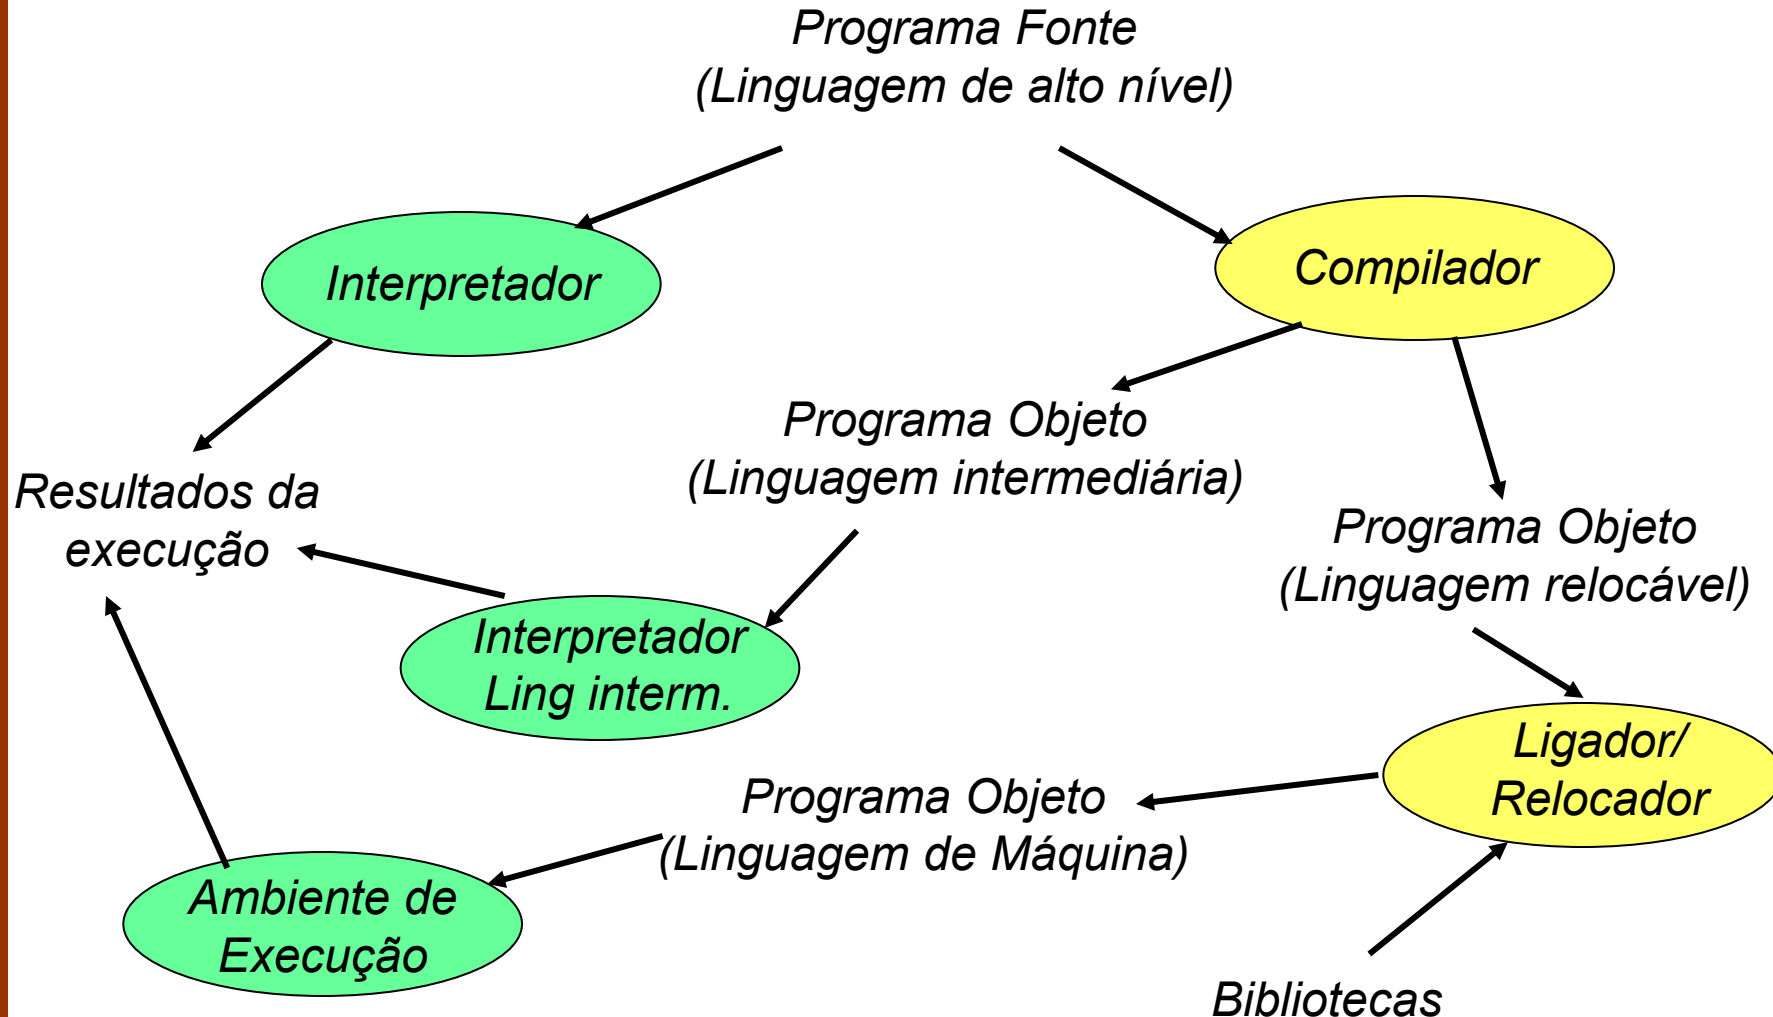 Programa Fonte
(Linguagem de alto nível)
Interpretador
Compilador
Programa Objeto
(Linguagem intermediária)
Resultados da
execução
Programa Objeto
(Linguagem relocável)
Interpretador
Ling interm.
Ligador/
Relocador
Programa Objeto
(Linguagem de Máquina)
Ambiente de
Execução
Bibliotecas